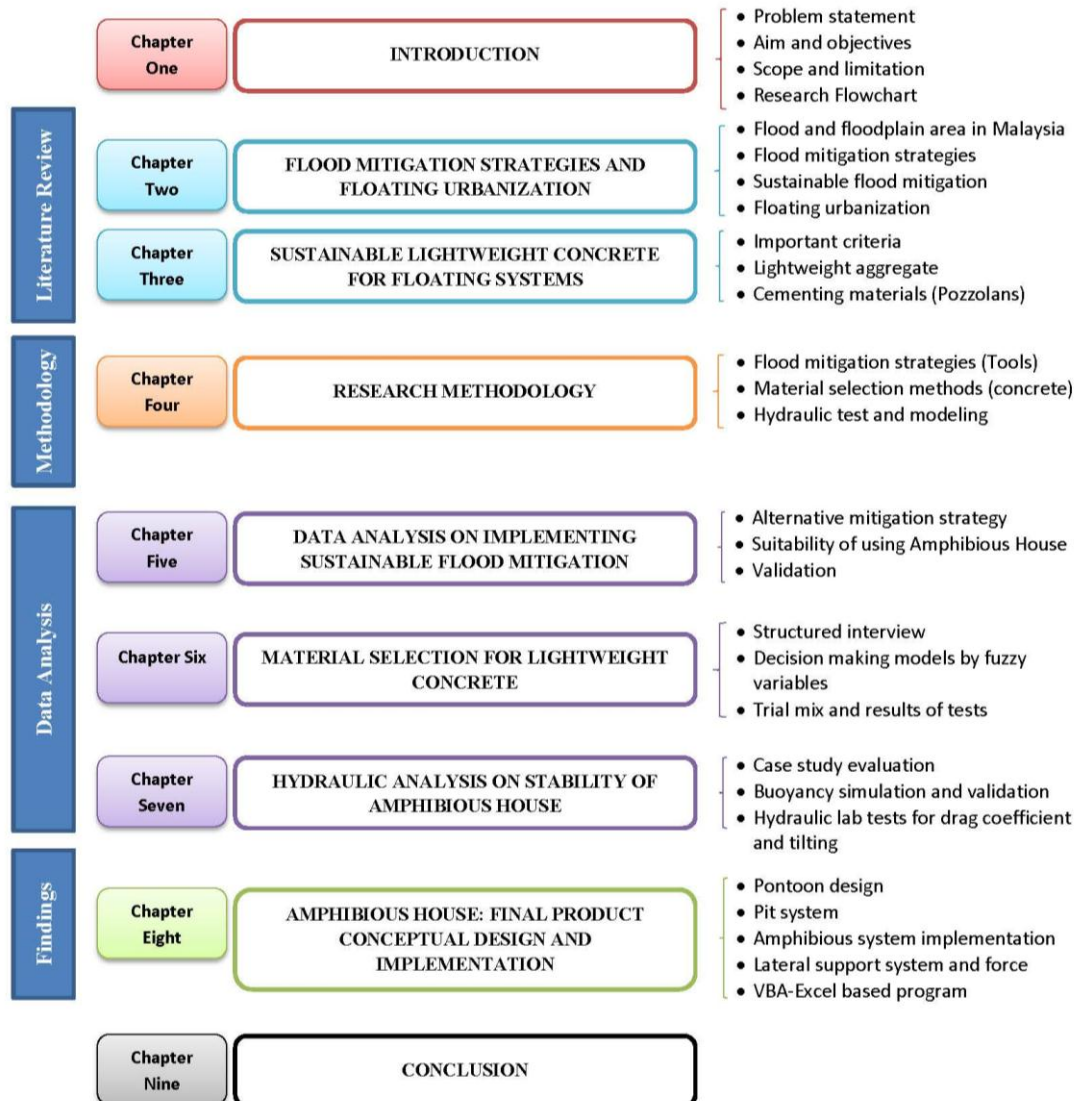 Chapter
One
INTRODUCTION
• Problem statement
• Aim and objectives
• Scope and limitation
• Research Flowchart
Literature Review
Chapter
Two
FLOOD MITIGATION STRATEGIES AND
FLOATING URBANIZATION
• Flood and floodplain area in Malaysia
• Flood mitigation strategies
• Sustainable flood mitigation
• Floating urbanization
Chapter
Three
SUSTAINABLE LIGHTWEIGHT CONCRETE
FOR FLOATING SYSTEMS
• Important criteria
• Lightweight aggregate
• Cementing materials (Pozzolans)
Methodology
Chapter
Four
RESEARCH METHODOLOGY
• Flood mitigation strategies (Tools)
• Material selection methods (concrete)
• Hydraulic test and modeling
Data Analysis
Chapter
Five
DATA ANALYSIS ON IMPLEMENTING
SUSTAINABLE FLOOD MITIGATION
• Alternative mitigation strategy
• Suitability of using Amphibious House
• Validation
Chapter Six
MATERIAL SELECTION FOR LIGHTWEIGHT
CONCRETE
• Structured interview
• Decision making models by fuzzy
variables
• Trial mix and results of tests
Chapter
Seven
HYDRAULIC ANALYSIS ON STABILITY OF
AMPHIBIOUS HOUSE
• Case study evaluation
• Buoyancy simulation and validation
• Hydraulic lab tests for drag coefficient
and tilting
Findings
Chapter
Eight
AMPHIBIOUS HOUSE: FINAL PRODUCT
CONCEPTUAL DESIGN AND
IMPLEMENTATION
• Pontoon design
• Pit system
• Amphibious system implementation
• Lateral support system and force
• VBA-Excel based program
Chapter
Nine
CONCLUSION